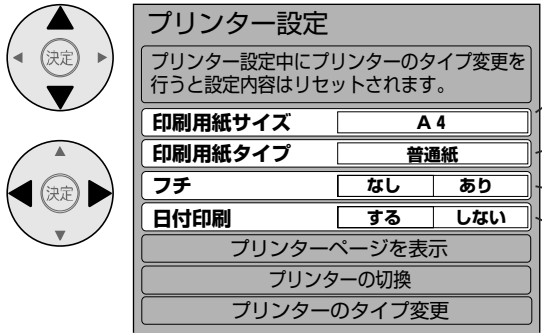 決定
決定
プリンター設定
プリンター設定中にプリンターのタイプ変更を
行うと設定内容はリセットされます。
印刷用紙サイズ A4
印刷用紙タイプ 普通紙
フチ なし あり
日付印刷 する しない
プリンターページを表示
プリンターの切換
プリンターのタイプ変更